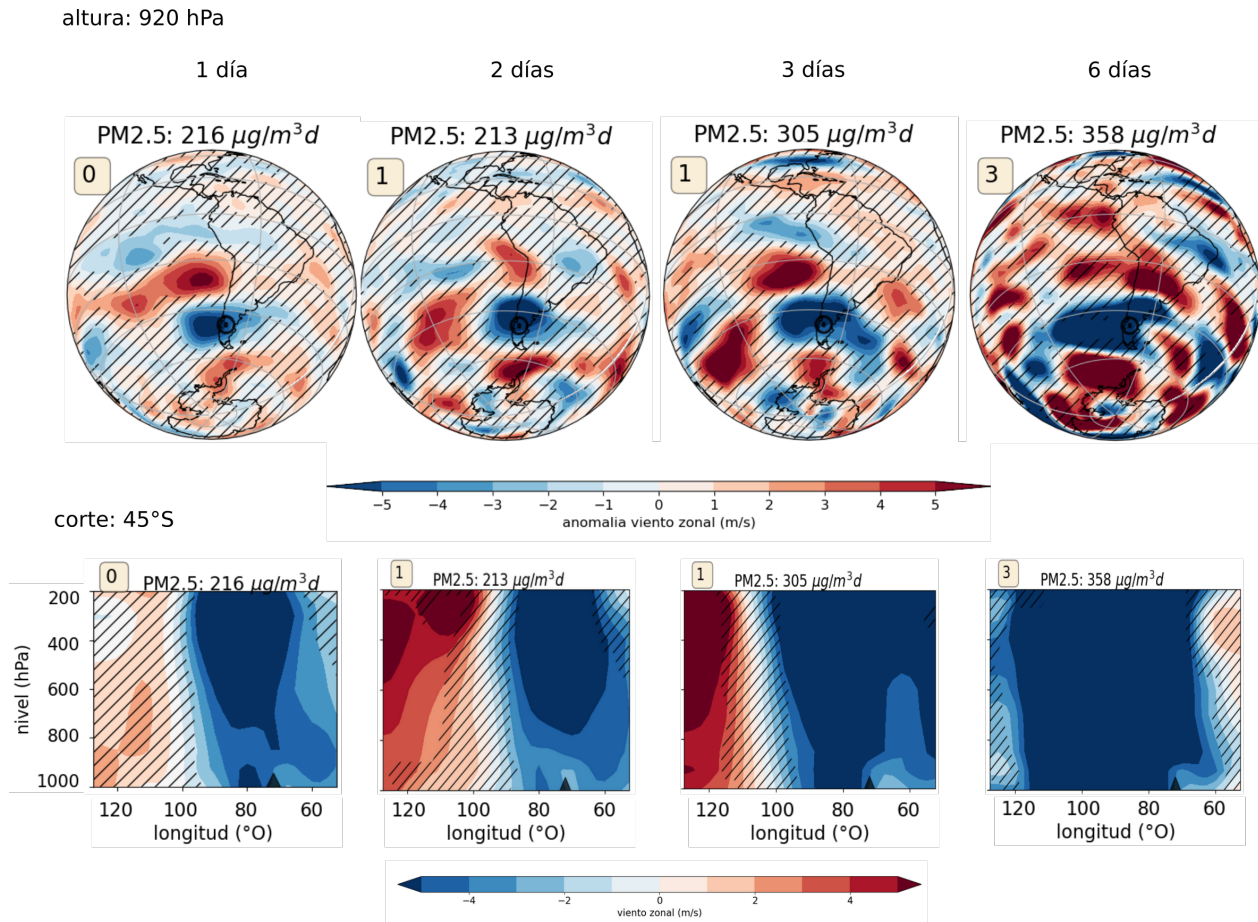 altura: 920 hPa
1 día 2 días 3 días 6 días
PM2.5: 216 μg/m³d PM2.5: 213 μg/m³d PM2.5: 305 μg/m³d PM2.5: 358 μg/m³d
0 1 1 3
−5 −4 −3 −2 −1 0 1 2 3 4 5
anomalia viento zonal (m/s)
corte: 45°S
0 PM2.5: 216 μg/m³d 1 PM2.5: 213 μg/m³d 1 PM2.5: 305 μg/m³d 3 PM2.5: 358 μg/m³d
200
400
600
800
1000
nivel (hPa)
120 100 80 60 120 100 80 60 120 100 80 60 120 100 80 60
longitud (°O) longitud (°O) longitud (°O) longitud (°O)
−4 −2 0 2 4
viento zonal (m/s)